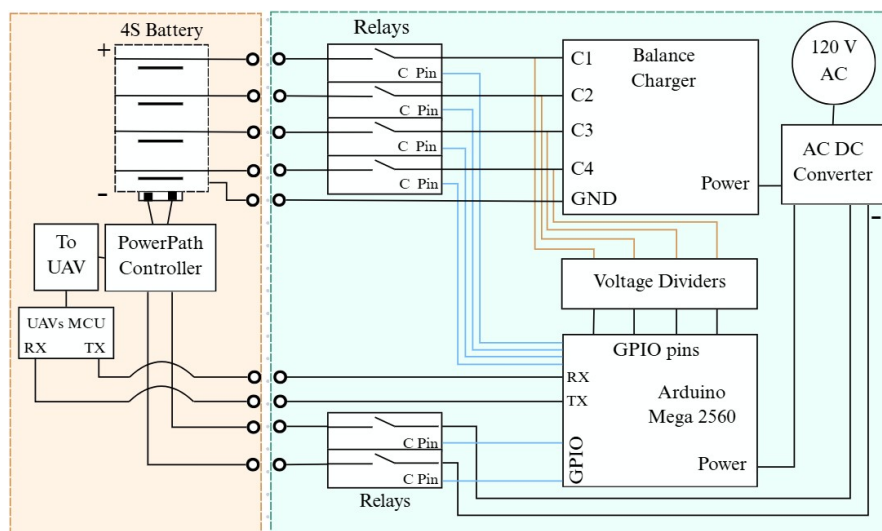 4S Battery
+
-
To
UAV
PowerPath
Controller
UAVs MCU
RX TX
Relays
C Pin
C Pin
C Pin
C Pin
C1
C2
C3
C4
GND
Balance
Charger
Power
120 V
AC
AC DC
Converter
-
Voltage Dividers
GPIO pins
RX
TX
Arduino
Mega 2560
GPIO
Power
C Pin
C Pin
Relays